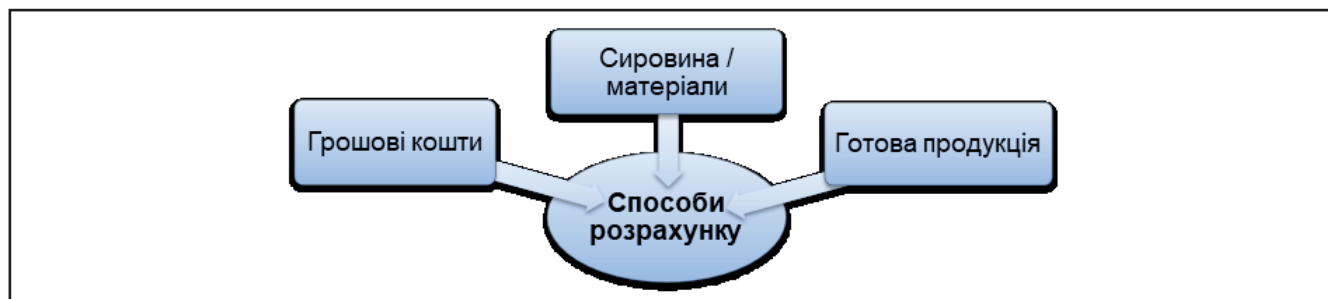 Сировина /
матеріали
Грошові кошти
Готова продукція
Способи
розрахунку